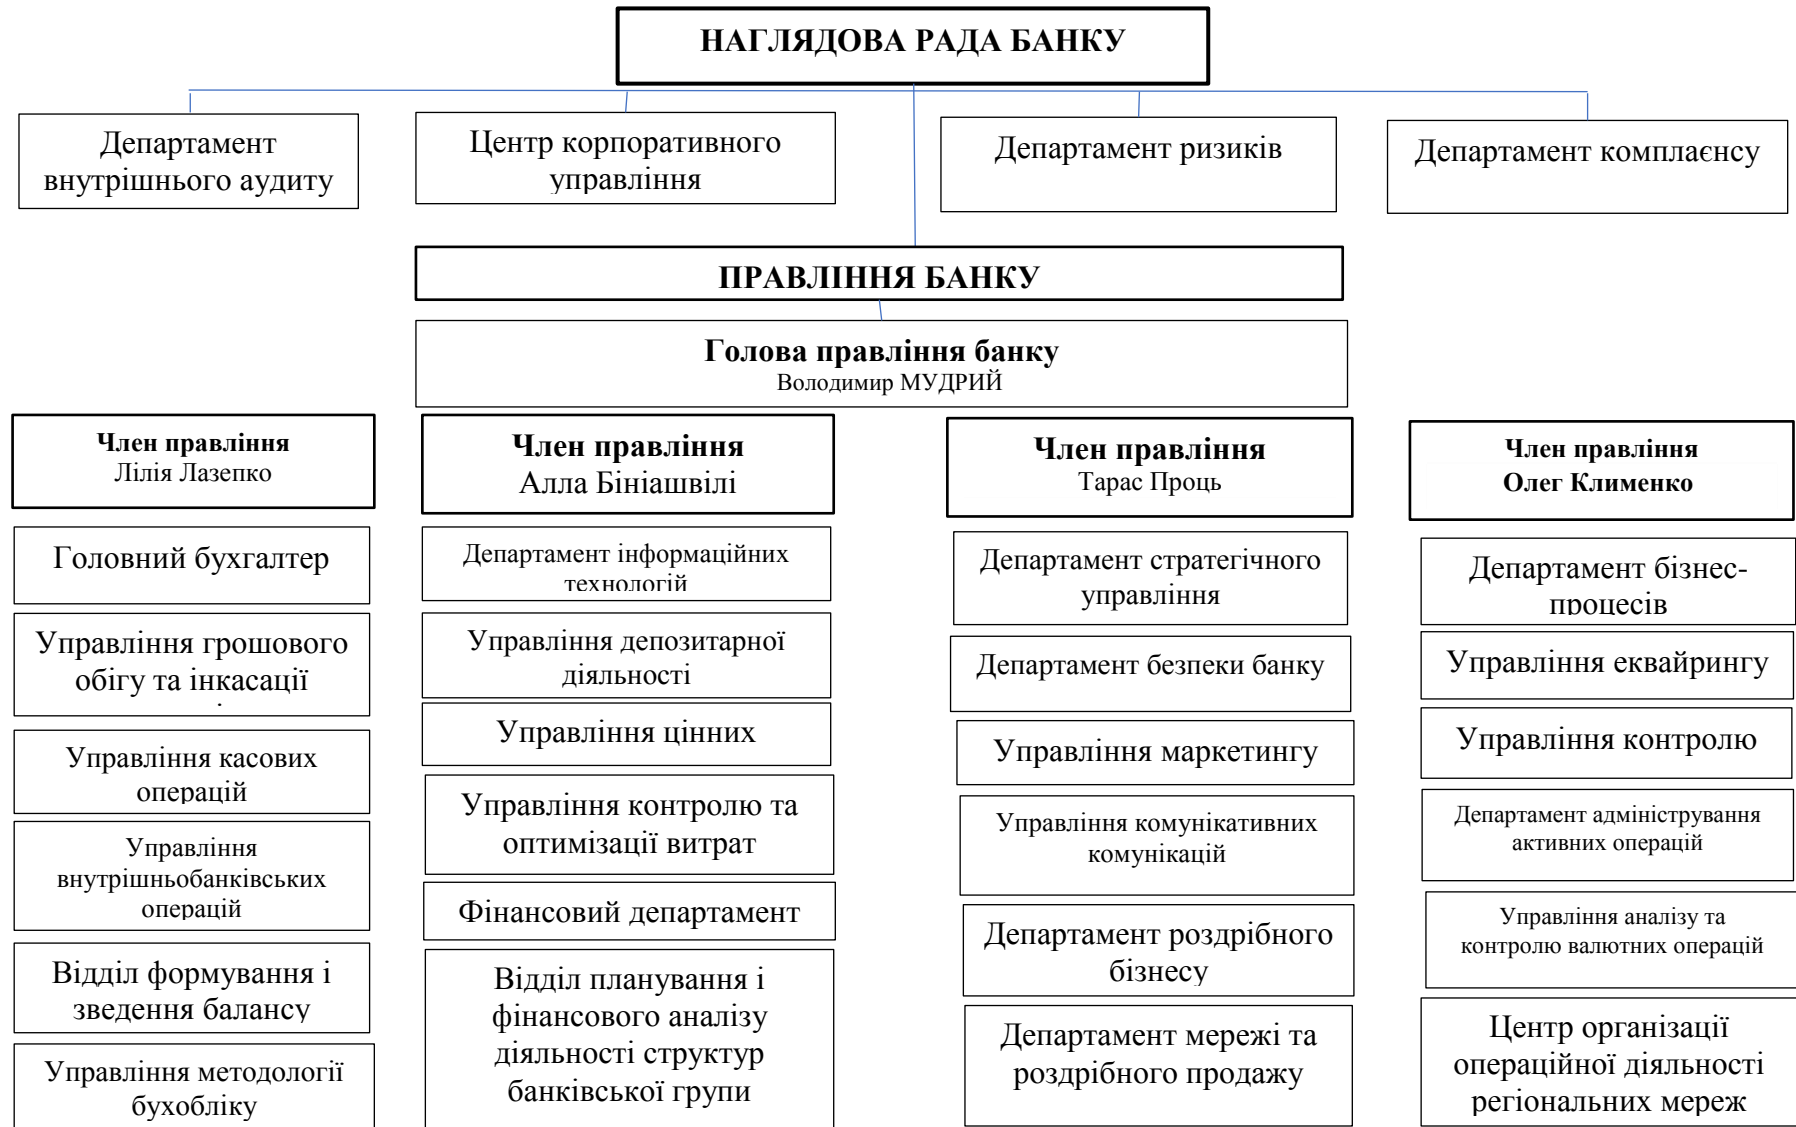 НАГЛЯДОВА РАДА БАНКУ
Департамент
внутрішнього аудиту
Центр корпоративного
управління
Департамент ризиків
Департамент комплаєнсу
ПРАВЛІННЯ БАНКУ
Голова правління банку
Володимир МУДРИЙ
Член правління
Лілія Лазепко
Головний бухгалтер
Управління грошового
обігу та інкасації
Управління касових
операцій
Управління
внутрішньобанківських
операцій
Відділ формування і
зведення балансу
Управління методології
бухобліку
Член правління
Алла Бініашвілі
Департамент інформаційних
технологій
Управління депозитарної
діяльності
Управління цінних
Управління контролю та
оптимізації витрат
Фінансовий департамент
Відділ планування і
фінансового аналізу
діяльності структур
банківської групи
Член правління
Тарас Проць
Департамент стратегічного
управління
Департамент безпеки банку
Управління маркетингу
Управління комунікативних
комунікацій
Департамент роздрібного
бізнесу
Департамент мережі та
роздрібного продажу
Член правління
Олег Клименко
Департамент бізнес-
процесів
Управління еквайрингу
Управління контролю
Департамент адміністрування
активних операцій
Управління аналізу та
контролю валютних операцій
Центр організації
операційної діяльності
регіональних мереж